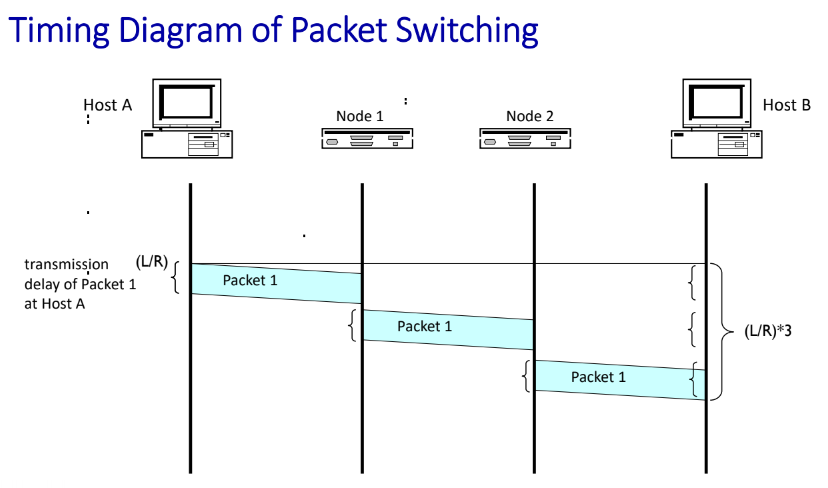 Timing Diagram of Packet Switching
Host A
Node 1
Node 2
Host B
transmission
delay of Packet 1
at Host A
(L/R)
Packet 1
Packet 1
Packet 1
(L/R)*3